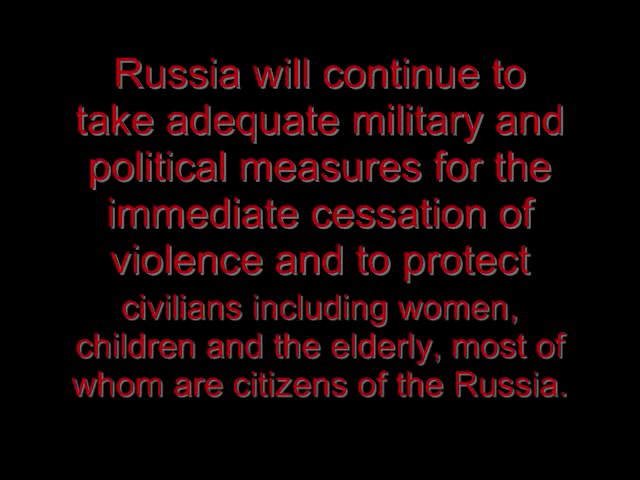 Russia will continue to
take adequate military and
political measures for the
immediate cessation of
violence and to protect
civilians including women,
children and the elderly, most of
whom are citizens of the Russia.